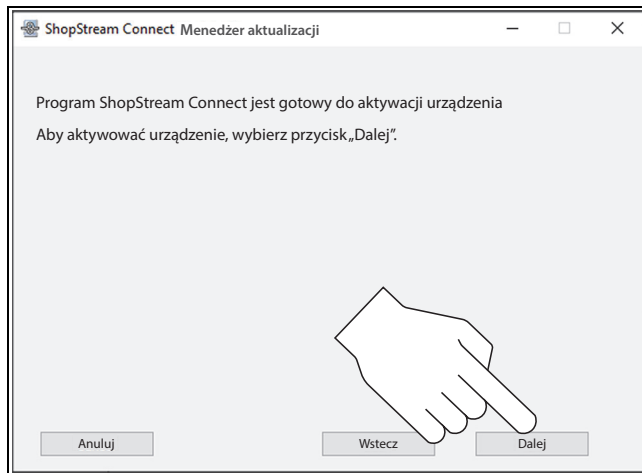 ShopStream Connect Menedżer aktualizacji
Program ShopStream Connect jest gotowy do aktywacji urządzenia
Aby aktywować urządzenie, wybierz przycisk „Dalej”.
Anuluj Wstecz Dalej